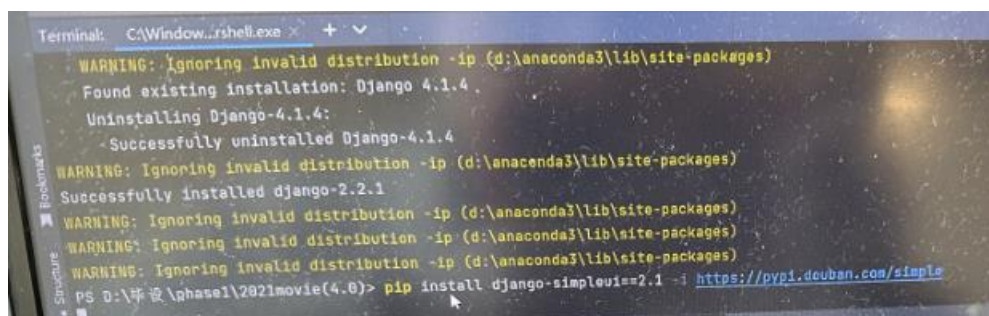 Terminal: C:\Window...rshell.exe × + ∨
WARNING: Ignoring invalid distribution -ip (d:\anaconda3\lib\site-packages)
Found existing installation: Django 4.1.4
Uninstalling Django-4.1.4:
Successfully uninstalled Django-4.1.4
WARNING: Ignoring invalid distribution -ip (d:\anaconda3\lib\site-packages)
Successfully installed django-2.2.1
WARNING: Ignoring invalid distribution -ip (d:\anaconda3\lib\site-packages)
WARNING: Ignoring invalid distribution -ip (d:\anaconda3\lib\site-packages)
WARNING: Ignoring invalid distribution -ip (d:\anaconda3\lib\site-packages)
PS D:\毕设\phase1\2021movie(4.0)> pip install django-simpleui==2.1 -i https://pypi.douban.com/simple
Bookmarks
Structure